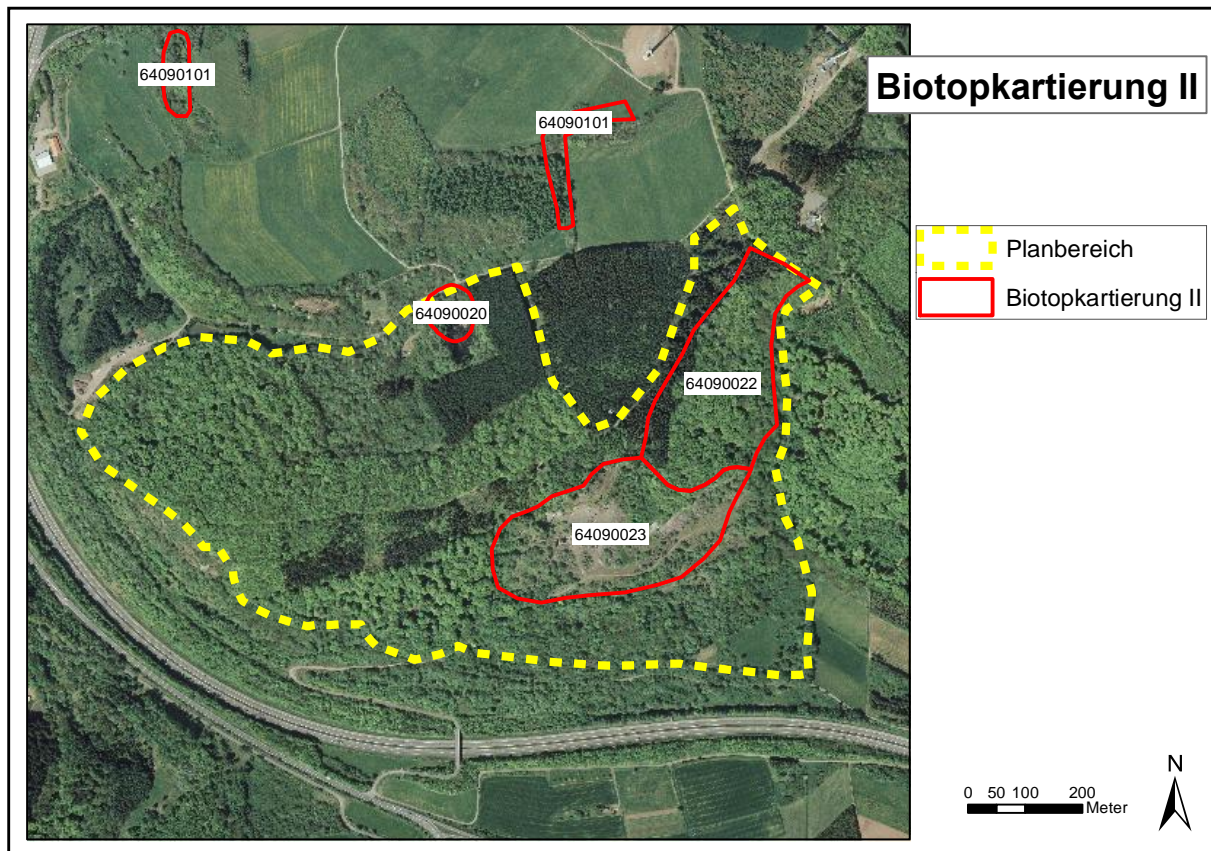 Biotopkartierung II
64090101
64090101
Planbereich
Biotopkartierung II
64090020
64090022
64090023
N
0 50 100 200
Meter